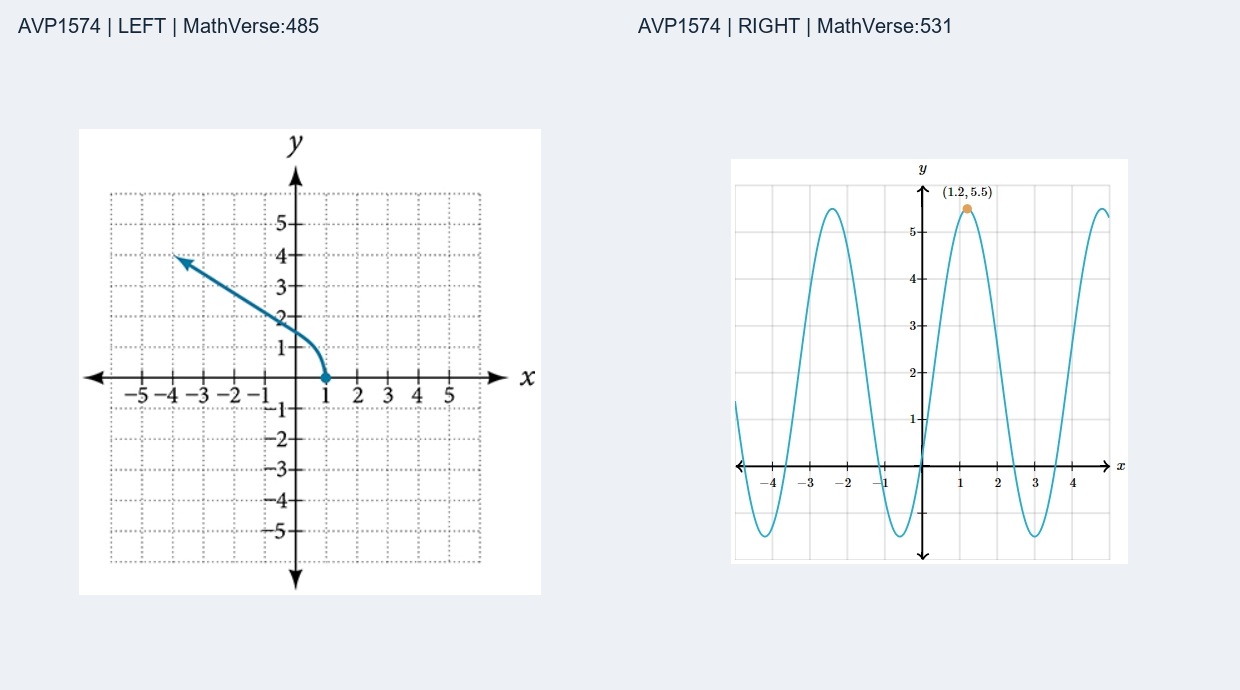 AVP1574 | LEFT | MathVerse:485
y
5
4
3
2
1
x
−5 −4 −3 −2 −1 1 2 3 4 5
−1
−2
−3
−4
−5
AVP1574 | RIGHT | MathVerse:531
y
(1.2, 5.5)
5
4
3
2
1
x
−4 −3 −2 −1 1 2 3 4